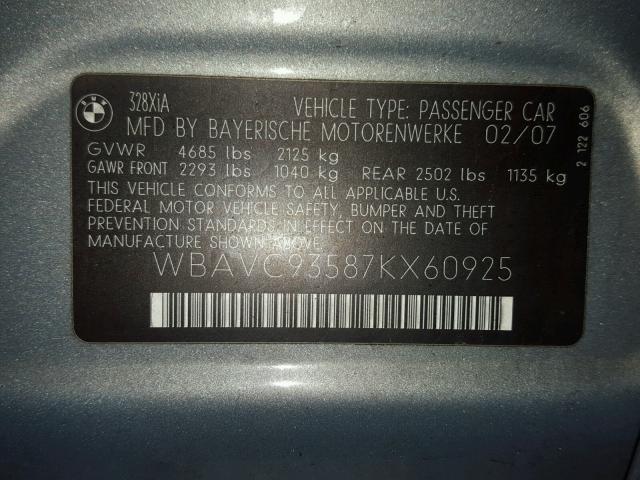 BMW
328XiA
VEHICLE TYPE: PASSENGER CAR
MFD BY BAYERISCHE MOTORENWERKE 02/07
GVWR 4685 lbs 2125 kg
GAWR FRONT 2293 lbs 1040 kg REAR 2502 lbs 1135 kg
THIS VEHICLE CONFORMS TO ALL APPLICABLE U.S.
FEDERAL MOTOR VEHICLE SAFETY, BUMPER AND THEFT
PREVENTION STANDARDS IN EFFECT ON THE DATE OF
MANUFACTURE SHOWN ABOVE.
WBAVC93587KX60925
2 122 606